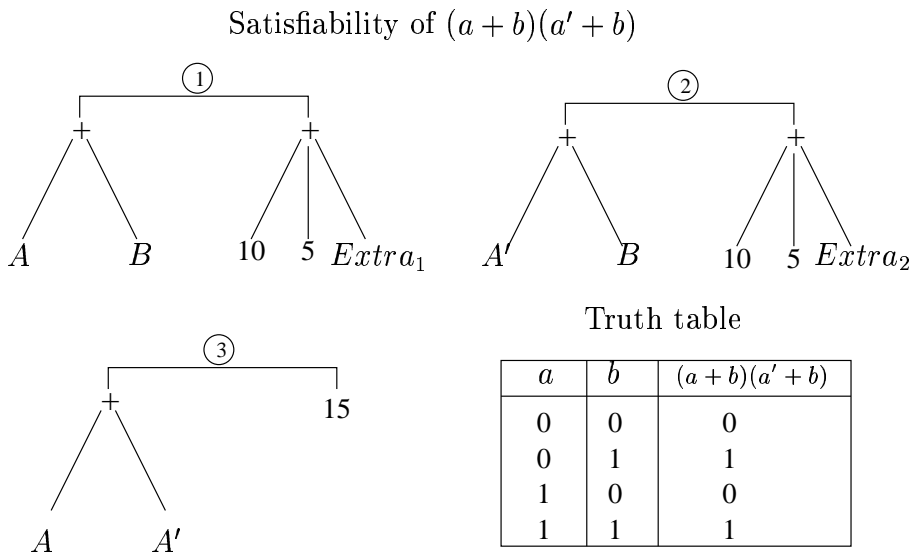 Satisfiability of (a + b)(a′ + b)
1
2
+ +
+ +
A B 10 5 Extra₁
A′ B 10 5 Extra₂
Truth table
3
+ 15
A A′
a b (a + b)(a′ + b)
0 0 0
0 1 1
1 0 0
1 1 1